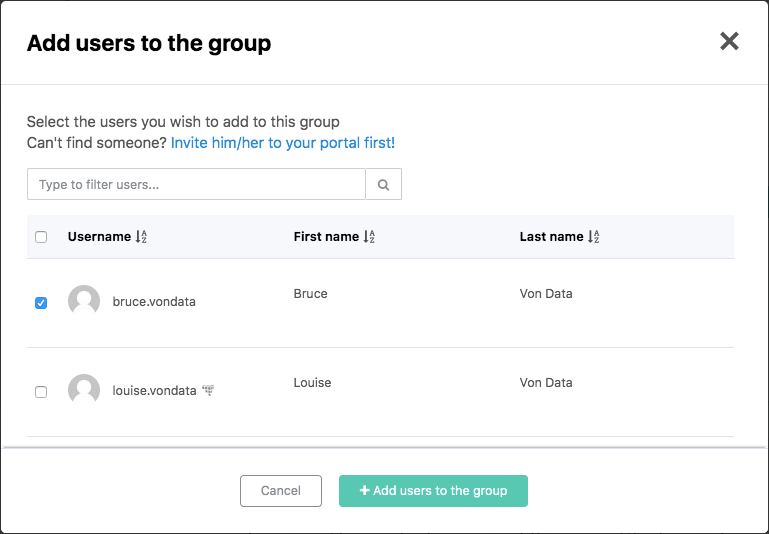 Add users to the group
Select the users you wish to add to this group
Can't find someone? Invite him/her to your portal first!
Type to filter users...
Username First name Last name
bruce.vondata Bruce Von Data
louise.vondata Louise Von Data
Cancel + Add users to the group